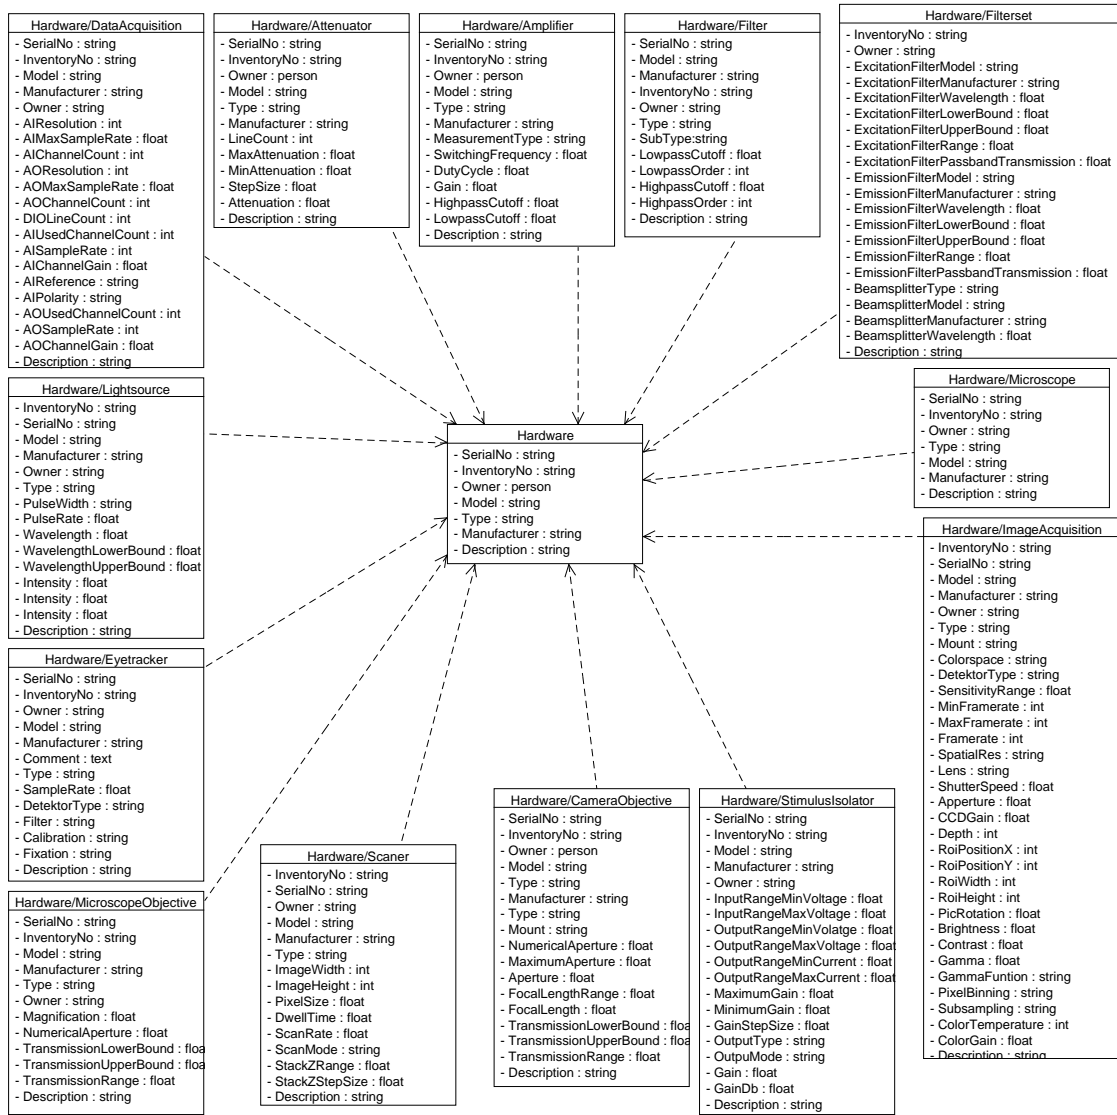 Hardware/DataAcquisition
- SerialNo : string
- InventoryNo : string
- Model : string
- Manufacturer : string
- Owner : string
- AIResolution : int
- AIMaxSampleRate : float
- AIChannelCount : int
- AOResolution : int
- AOMaxSampleRate : float
- AOChannelCount : int
- DIOLineCount : int
- AIUsedChannelCount : int
- AISampleRate : int
- AIChannelGain : float
- AIReference : string
- AIPolarity : string
- AOUsedChannelCount : int
- AOSampleRate : int
- AOChannelGain : float
- Description : string
Hardware/Attenuator
- SerialNo : string
- InventoryNo : string
- Owner : person
- Model : string
- Type : string
- Manufacturer : string
- LineCount : int
- MaxAttenuation : float
- MinAttenuation : float
- StepSize : float
- Attenuation : float
- Description : string
Hardware/Amplifier
- SerialNo : string
- InventoryNo : string
- Owner : person
- Model : string
- Type : string
- Manufacturer : string
- MeasurementType : string
- SwitchingFrequency : float
- DutyCycle : float
- Gain : float
- HighpassCutoff : float
- LowpassCutoff : float
- Description : string
Hardware/Filter
- SerialNo : string
- Model : string
- Manufacturer : string
- InventoryNo : string
- Owner : string
- Type : string
- SubType:string
- LowpassCutoff : float
- LowpassOrder : int
- HighpassCutoff : float
- HighpassOrder : int
- Description : string
Hardware/Filterset
- InventoryNo : string
- Owner : string
- ExcitationFilterModel : string
- ExcitationFilterManufacturer : string
- ExcitationFilterWavelength : float
- ExcitationFilterLowerBound : float
- ExcitationFilterUpperBound : float
- ExcitationFilterRange : float
- ExcitationFilterPassbandTransmission : float
- EmissionFilterModel : string
- EmissionFilterManufacturer : string
- EmissionFilterWavelength : float
- EmissionFilterLowerBound : float
- EmissionFilterUpperBound : float
- EmissionFilterRange : float
- EmissionFilterPassbandTransmission : float
- BeamsplitterType : string
- BeamsplitterModel : string
- BeamsplitterManufacturer : string
- BeamsplitterWavelength : float
- Description : string
Hardware/Lightsource
- InventoryNo : string
- SerialNo : string
- Model : string
- Manufacturer : string
- Owner : string
- Type : string
- PulseWidth : string
- PulseRate : float
- Wavelength : float
- WavelengthLowerBound : float
- WavelengthUpperBound : float
- Intensity : float
- Intensity : float
- Intensity : float
- Description : string
Hardware
- SerialNo : string
- InventoryNo : string
- Owner : person
- Model : string
- Type : string
- Manufacturer : string
- Description : string
Hardware/Microscope
- SerialNo : string
- InventoryNo : string
- Owner : string
- Type : string
- Model : string
- Manufacturer : string
- Description : string
Hardware/ImageAcquisition
- InventoryNo : string
- SerialNo : string
- Model : string
- Manufacturer : string
- Owner : string
- Type : string
- Mount : string
- Colorspace : string
- DetektorType : string
- SensitivityRange : float
- MinFramerate : int
- MaxFramerate : int
- Framerate : int
- SpatialRes : string
- Lens : string
- ShutterSpeed : float
- Apperture : float
- CCDGain : float
- Depth : int
- RoiPositionX : int
- RoiPositionY : int
- RoiWidth : int
- RoiHeight : int
- PicRotation : float
- Brightness : float
- Contrast : float
- Gamma : float
- GammaFuntion : string
- PixelBinning : string
- Subsampling : string
- ColorTemperature : int
- ColorGain : float
- Description : string
Hardware/Eyetracker
- SerialNo : string
- InventoryNo : string
- Owner : string
- Model : string
- Manufacturer : string
- Comment : text
- Type : string
- SampleRate : float
- DetektorType : string
- Filter : string
- Calibration : string
- Fixation : string
- Description : string
Hardware/MicroscopeObjective
- SerialNo : string
- InventoryNo : string
- Model : string
- Manufacturer : string
- Type : string
- Owner : string
- Magnification : float
- NumericalAperture : float
- TransmissionLowerBound : floa
- TransmissionUpperBound : floa
- TransmissionRange : float
- Description : string
Hardware/Scaner
- InventoryNo : string
- SerialNo : string
- Owner : string
- Model : string
- Manufacturer : string
- Type : string
- ImageWidth : int
- ImageHeight : int
- PixelSize : float
- DwellTime : float
- ScanRate : float
- ScanMode : string
- StackZRange : float
- StackZStepSize : float
- Description : string
Hardware/CameraObjective
- SerialNo : string
- InventoryNo : string
- Owner : person
- Model : string
- Type : string
- Manufacturer : string
- Type : string
- Mount : string
- NumericalAperture : float
- MaximumAperture : float
- Aperture : float
- FocalLengthRange : float
- FocalLength : float
- TransmissionLowerBound : floa
- TransmissionUpperBound : floa
- TransmissionRange : float
- Description : string
Hardware/StimulusIsolator
- SerialNo : string
- InventoryNo : string
- Model : string
- Manufacturer : string
- Owner : string
- InputRangeMinVoltage : float
- InputRangeMaxVoltage : float
- OutputRangeMinVolatge : float
- OutputRangeMaxVoltage : float
- OutputRangeMinCurrent : float
- OutputRangeMaxCurrent : float
- MaximumGain : float
- MinimumGain : float
- GainStepSize : float
- OutputType : string
- OutpuMode : string
- Gain : float
- GainDb : float
- Description : string